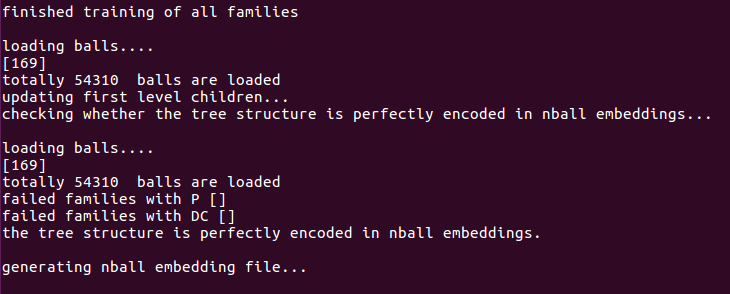 finished training of all families
loading balls....
[169]
totally 54310  balls are loaded
updating first level children...
checking whether the tree structure is perfectly encoded in nball embeddings...
loading balls....
[169]
totally 54310  balls are loaded
failed families with P []
failed families with DC []
the tree structure is perfectly encoded in nball embeddings.
generating nball embedding file...